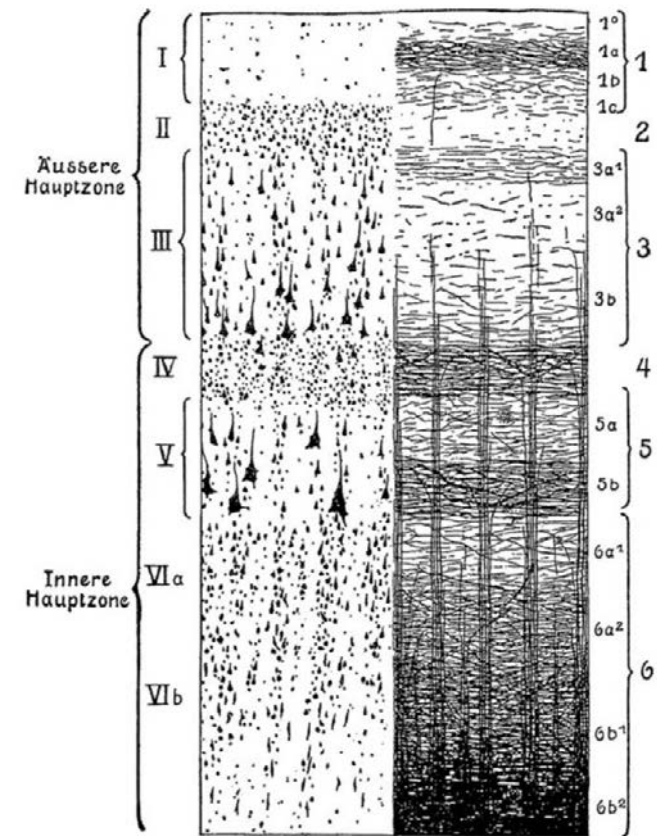 Äussere
Hauptzone
Innere
Hauptzone
I
II
III
IV
V
VIa
VIb
1º
1a
1b
1c
3a¹
3a²
3b
5a
5b
6a¹
6a²
6b¹
6b²
1
2
3
4
5
6